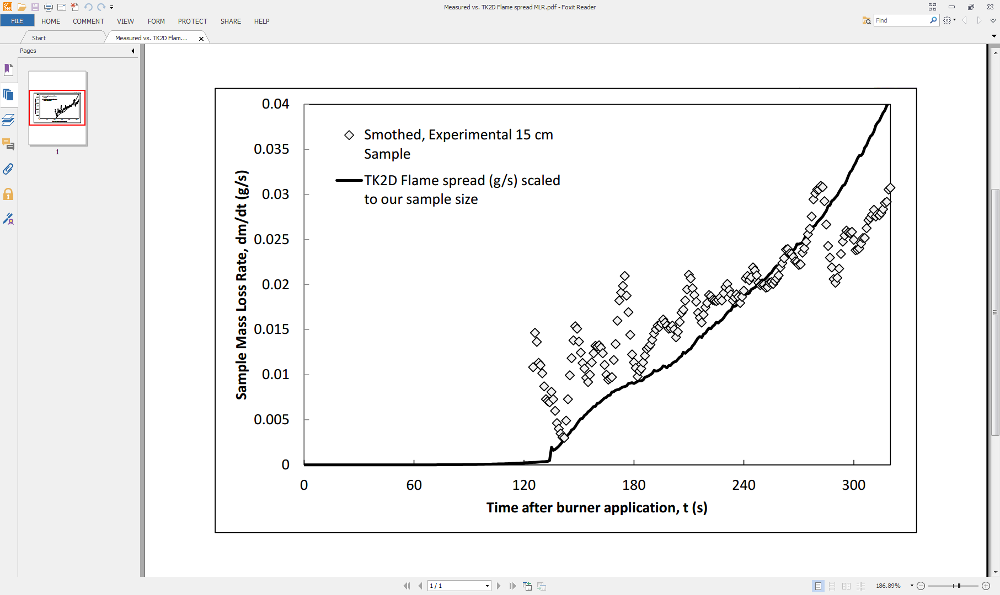 Measured vs. TK2D Flame spread MLR.pdf - Foxit Reader
FILE HOME COMMENT VIEW FORM PROTECT SHARE HELP
Find
Start
Measured vs. TK2D Flam...
Pages
1
0.04
0.035
0.03
0.025
0.02
0.015
0.01
0.005
0
Sample Mass Loss Rate, dm/dt (g/s)
Smothed, Experimental 15 cm
Sample
TK2D Flame spread (g/s) scaled
to our sample size
0 60 120 180 240 300
Time after burner application, t (s)
1 / 1
186.89%